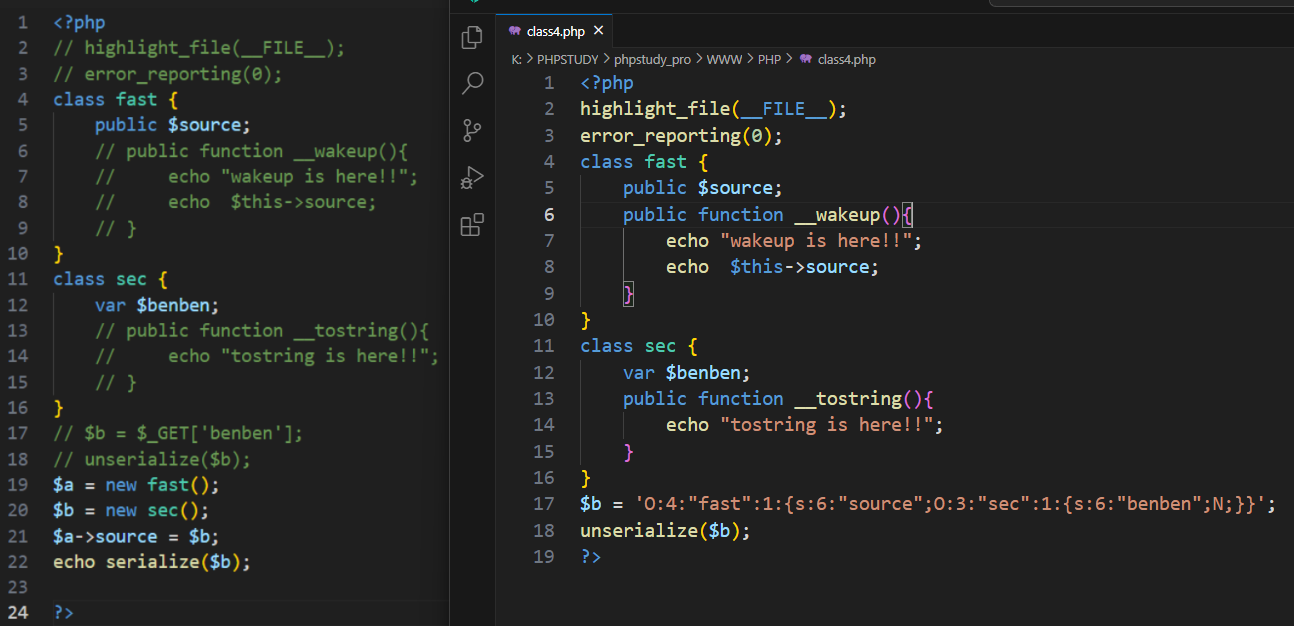 1 <?php
2 // highlight_file(__FILE__);
3 // error_reporting(0);
4 class fast {
5     public $source;
6     // public function __wakeup(){
7     //     echo "wakeup is here!!";
8     //     echo  $this->source;
9     // }
10 }
11 class sec {
12     var $benben;
13     // public function __tostring(){
14     //     echo "tostring is here!!";
15     // }
16 }
17 // $b = $_GET['benben'];
18 // unserialize($b);
19 $a = new fast();
20 $b = new sec();
21 $a->source = $b;
22 echo serialize($b);
23
24 ?>
class4.php ×
K: > PHPSTUDY > phpstudy_pro > WWW > PHP > class4.php
1 <?php
2 highlight_file(__FILE__);
3 error_reporting(0);
4 class fast {
5     public $source;
6     public function __wakeup(){
7         echo "wakeup is here!!";
8         echo  $this->source;
9     }
10 }
11 class sec {
12     var $benben;
13     public function __tostring(){
14         echo "tostring is here!!";
15     }
16 }
17 $b = 'O:4:"fast":1:{s:6:"source";O:3:"sec":1:{s:6:"benben";N;}}';
18 unserialize($b);
19 ?>